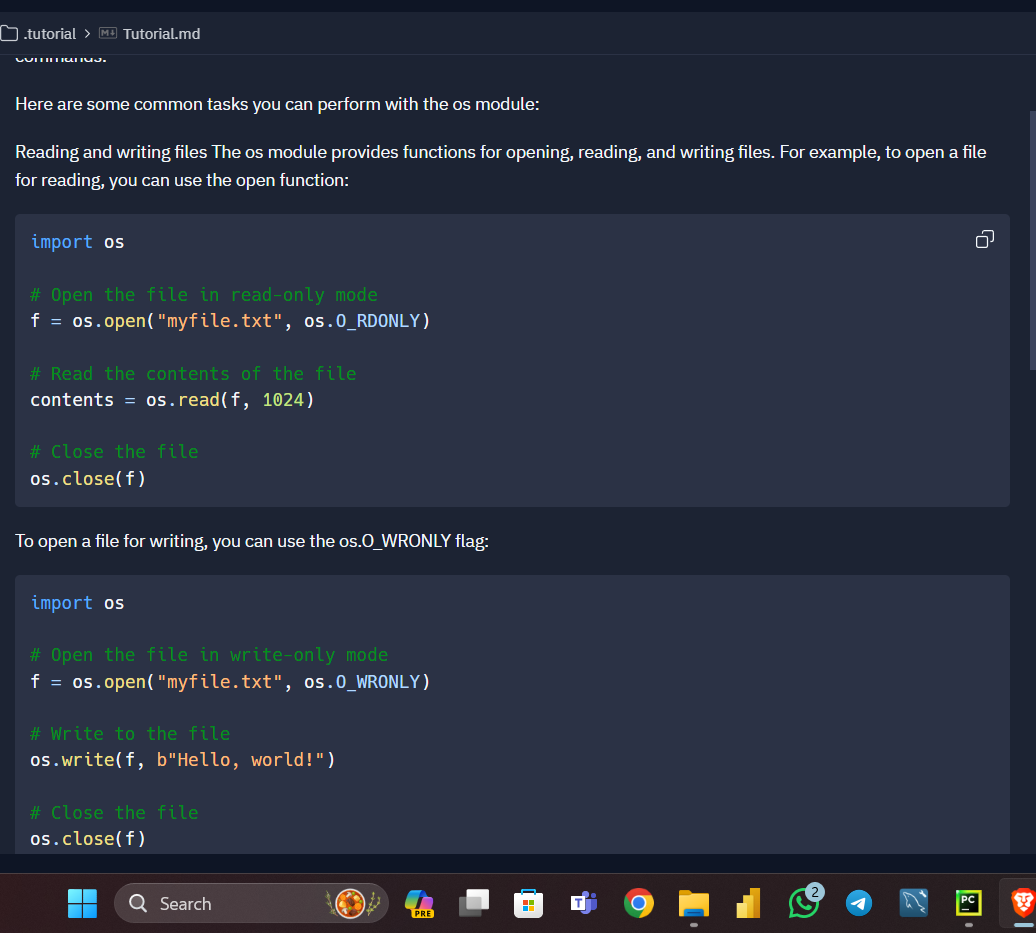 .tutorial > M↓ Tutorial.md
commands.
Here are some common tasks you can perform with the os module:
Reading and writing files The os module provides functions for opening, reading, and writing files. For example, to open a file
for reading, you can use the open function:
import os
# Open the file in read-only mode
f = os.open("myfile.txt", os.O_RDONLY)
# Read the contents of the file
contents = os.read(f, 1024)
# Close the file
os.close(f)
To open a file for writing, you can use the os.O_WRONLY flag:
import os
# Open the file in write-only mode
f = os.open("myfile.txt", os.O_WRONLY)
# Write to the file
os.write(f, b"Hello, world!")
# Close the file
os.close(f)
Search
PRE
T
2
PC